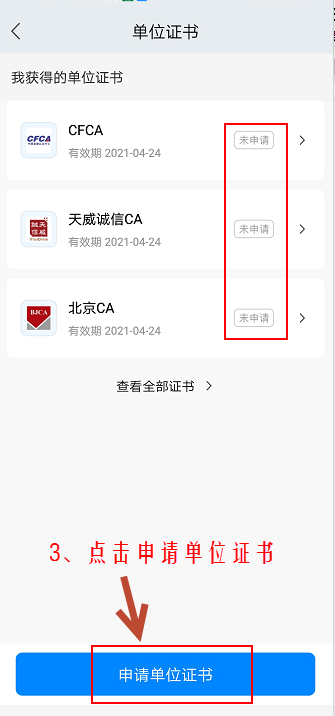 单位证书
我获得的单位证书
CFCA
CFCA
有效期 2021-04-24
未申请
天威诚信CA
有效期 2021-04-24
未申请
北京CA
BJCA
有效期 2021-04-24
未申请
查看全部证书
3、点击申请单位证书
申请单位证书